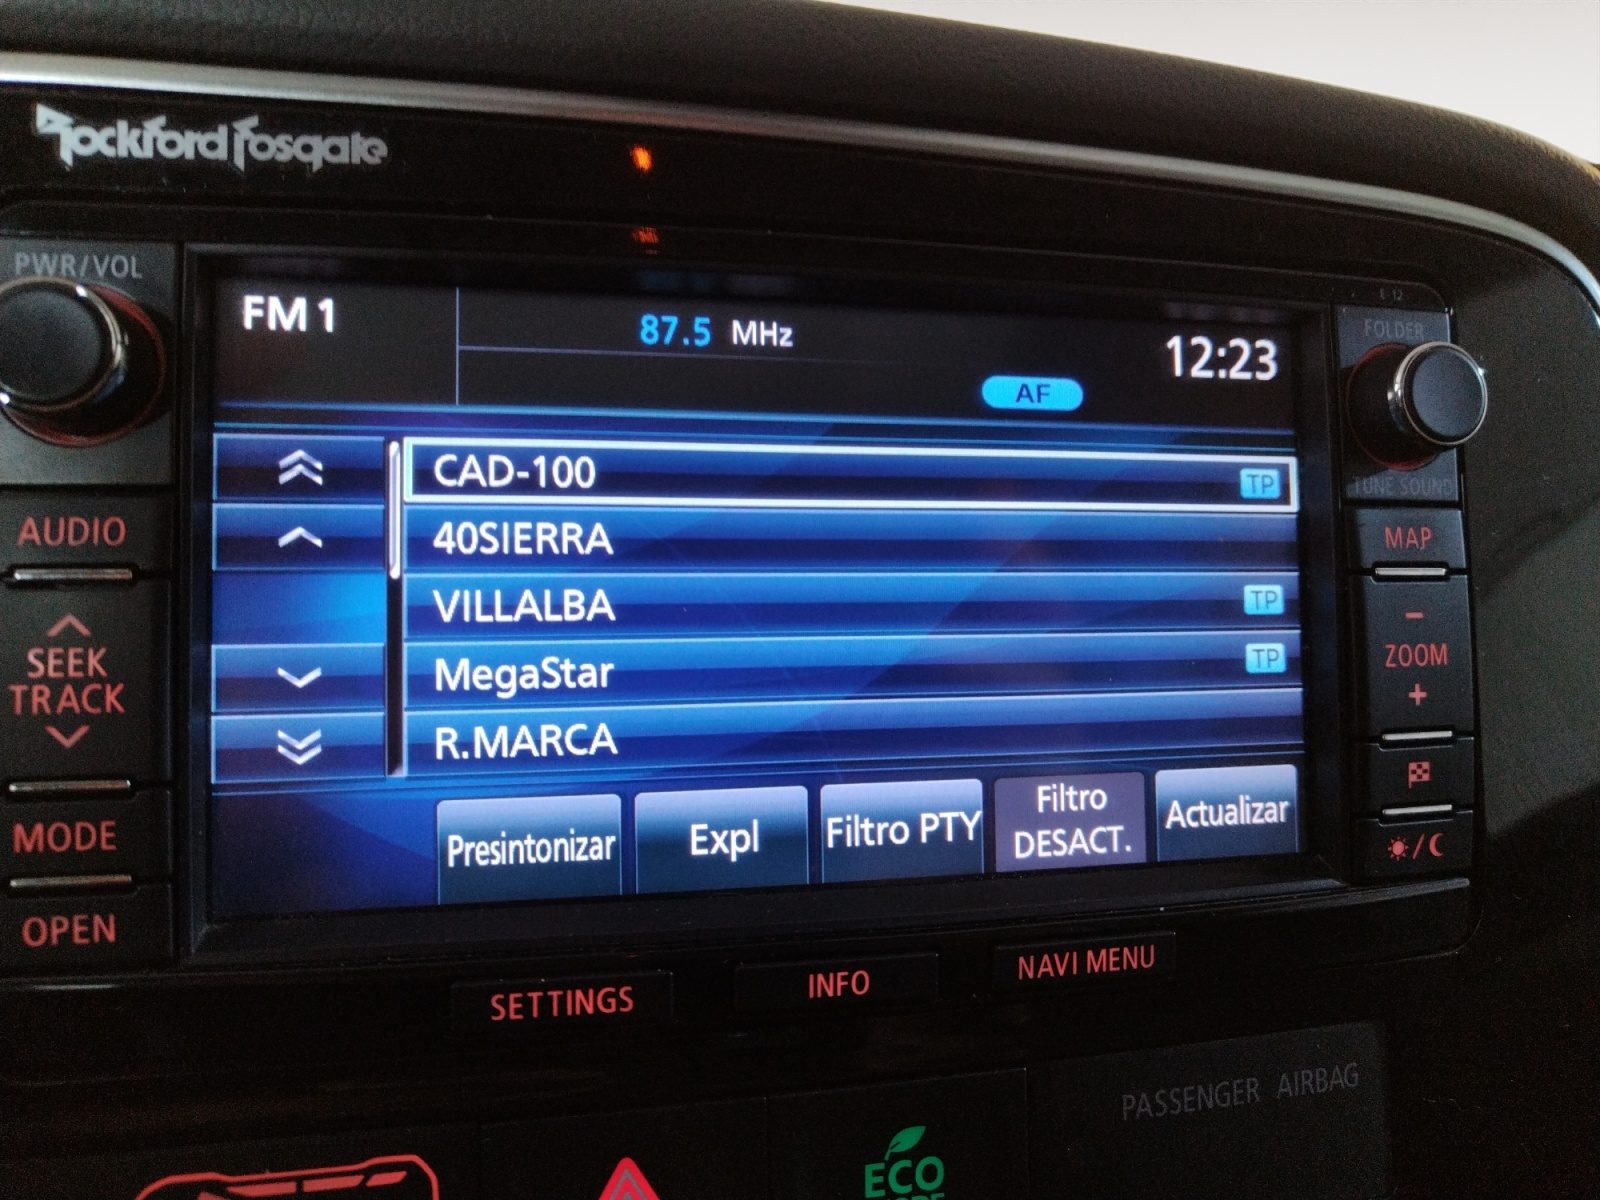 Rockford Fosgate
PWR/VOL
FM 1
87.5 MHz
12:23
AF
FOLDER
TUNE SOUND
CAD-100
TP
40SIERRA
VILLALBA
TP
MegaStar
TP
R.MARCA
Presintonizar
Expl
Filtro PTY
Filtro
DESACT.
Actualizar
AUDIO
SEEK
TRACK
MODE
OPEN
MAP
-
ZOOM
+
SETTINGS
INFO
NAVI MENU
PASSENGER AIRBAG
ECO